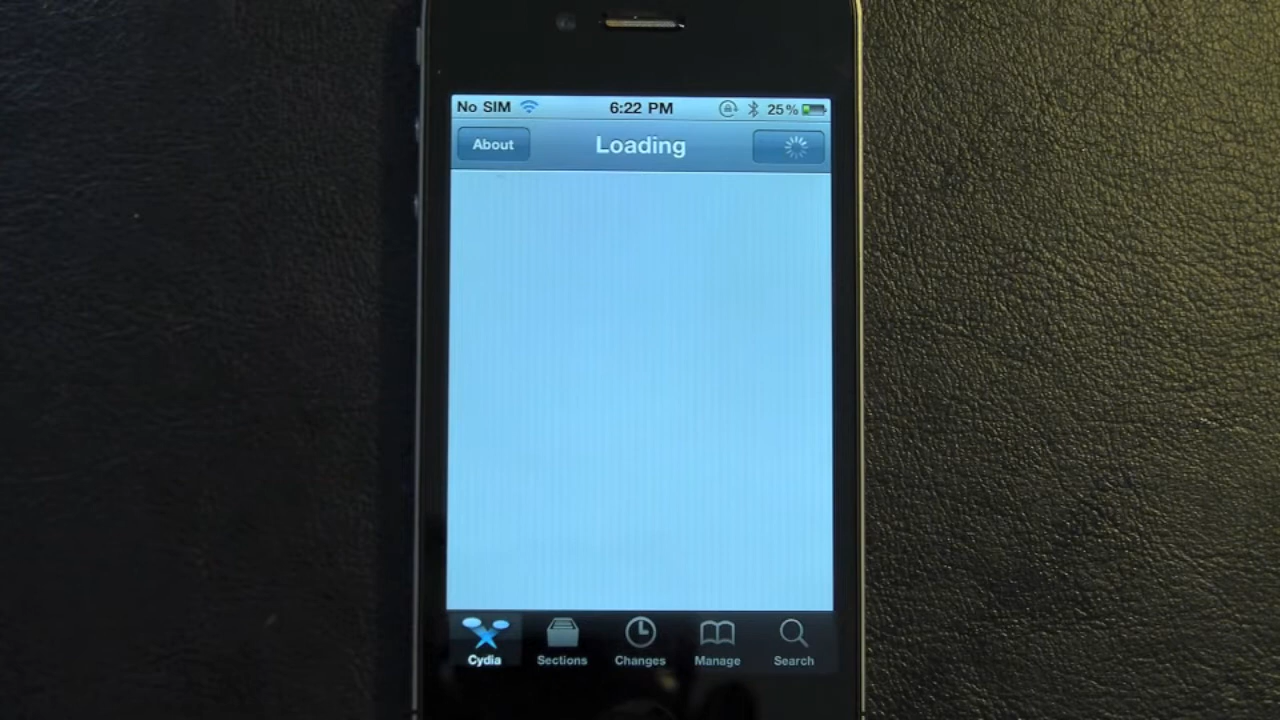 No SIM 6:22 PM 25%
About Loading
Cydia Sections Changes Manage Search